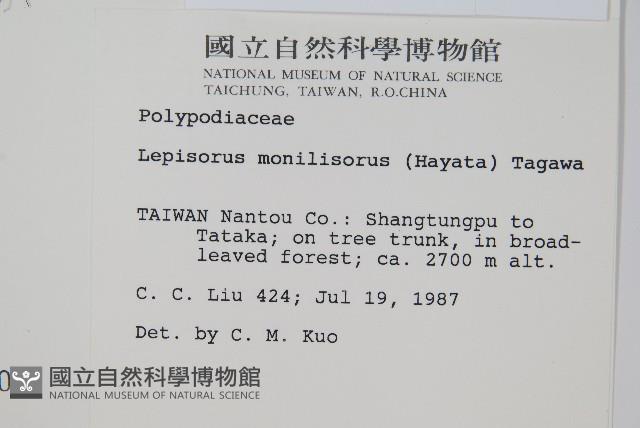 國立自然科學博物館
NATIONAL MUSEUM OF NATURAL SCIENCE
TAICHUNG, TAIWAN, R.O.CHINA
Polypodiaceae
Lepisorus monilisorus (Hayata) Tagawa
TAIWAN Nantou Co.: Shangtungpu to
Tataka; on tree trunk, in broad-
leaved forest; ca. 2700 m alt.
C. C. Liu 424; Jul 19, 1987
Det. by C. M. Kuo
國立自然科學博物館
NATIONAL MUSEUM OF NATURAL SCIENCE